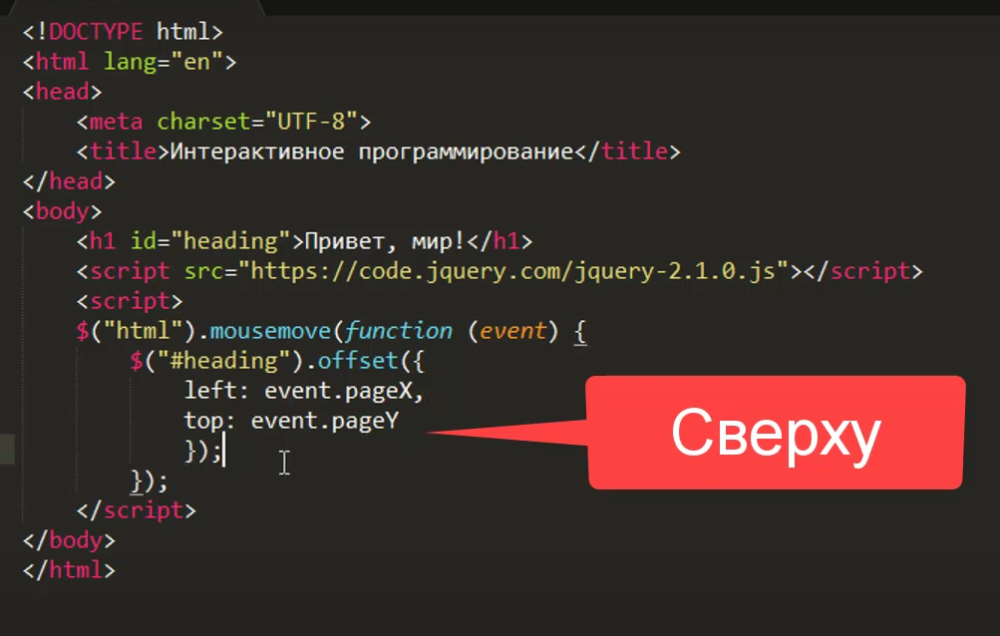 <!DOCTYPE html>
<html lang="en">
<head>
    <meta charset="UTF-8">
    <title>Интерактивное программирование</title>
</head>
<body>
    <h1 id="heading">Привет, мир!</h1>
    <script src="https://code.jquery.com/jquery-2.1.0.js"></script>
    <script>
    $("html").mousemove(function (event) {
        $("#heading").offset({
            left: event.pageX,
            top: event.pageY
            });
        });
    </script>
</body>
</html>
Сверху